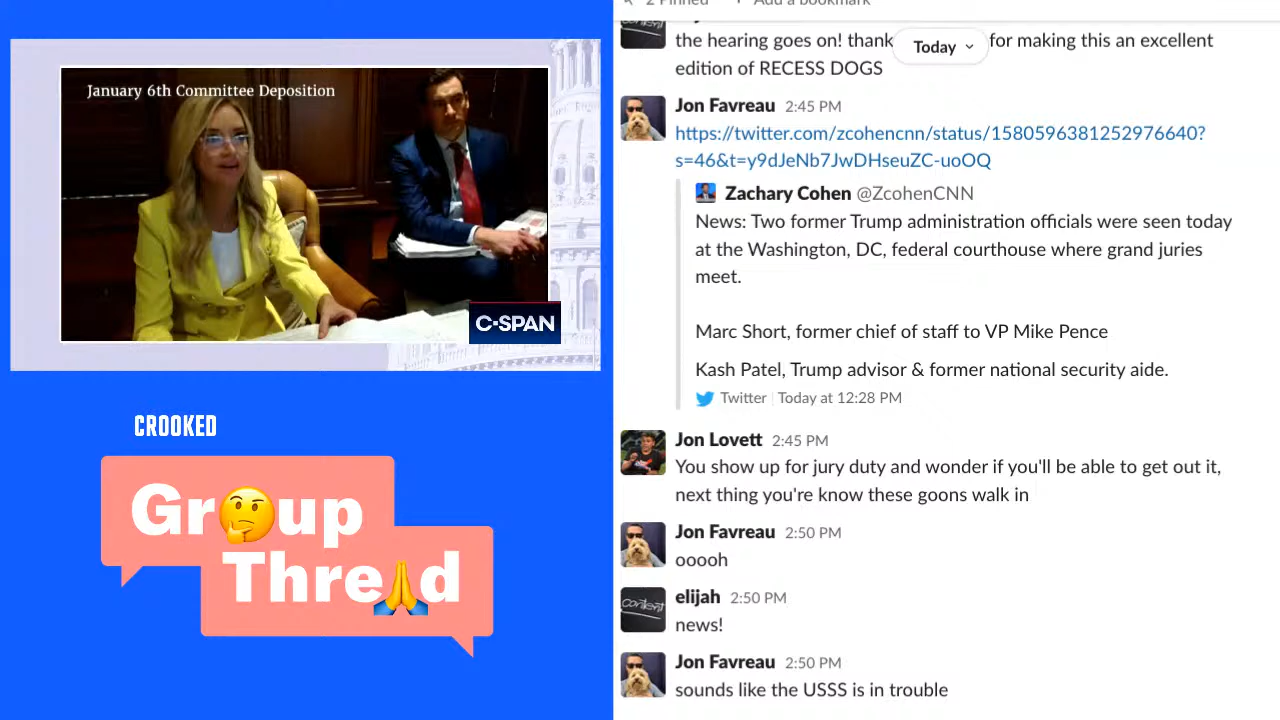 January 6th Committee Deposition
C-SPAN
CROOKED
Gr🤔up
Thre🙏d
2 Pinned
Add a bookmark
Today
the hearing goes on! thank for making this an excellent
edition of RECESS DOGS
Jon Favreau 2:45 PM
https://twitter.com/zcohencnn/status/1580596381252976640?
s=46&t=y9dJeNb7JwDHseuZC-uoOQ
Zachary Cohen @ZcohenCNN
News: Two former Trump administration officials were seen today
at the Washington, DC, federal courthouse where grand juries
meet.
Marc Short, former chief of staff to VP Mike Pence
Kash Patel, Trump advisor & former national security aide.
Twitter Today at 12:28 PM
Jon Lovett 2:45 PM
You show up for jury duty and wonder if you'll be able to get out it,
next thing you're know these goons walk in
Jon Favreau 2:50 PM
ooooh
content
elijah 2:50 PM
news!
Jon Favreau 2:50 PM
sounds like the USSS is in trouble